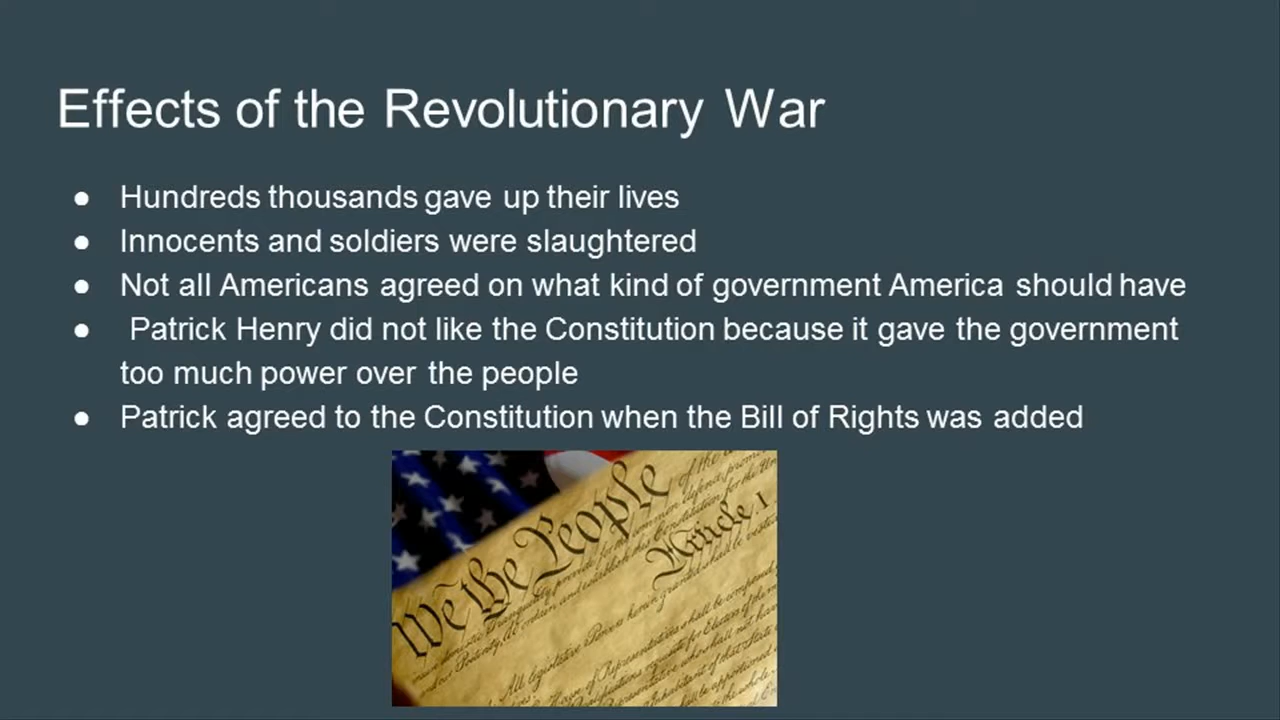 Effects of the Revolutionary War
● Hundreds thousands gave up their lives
● Innocents and soldiers were slaughtered
● Not all Americans agreed on what kind of government America should have
● Patrick Henry did not like the Constitution because it gave the government
too much power over the people
● Patrick agreed to the Constitution when the Bill of Rights was added
We the People
Article 1